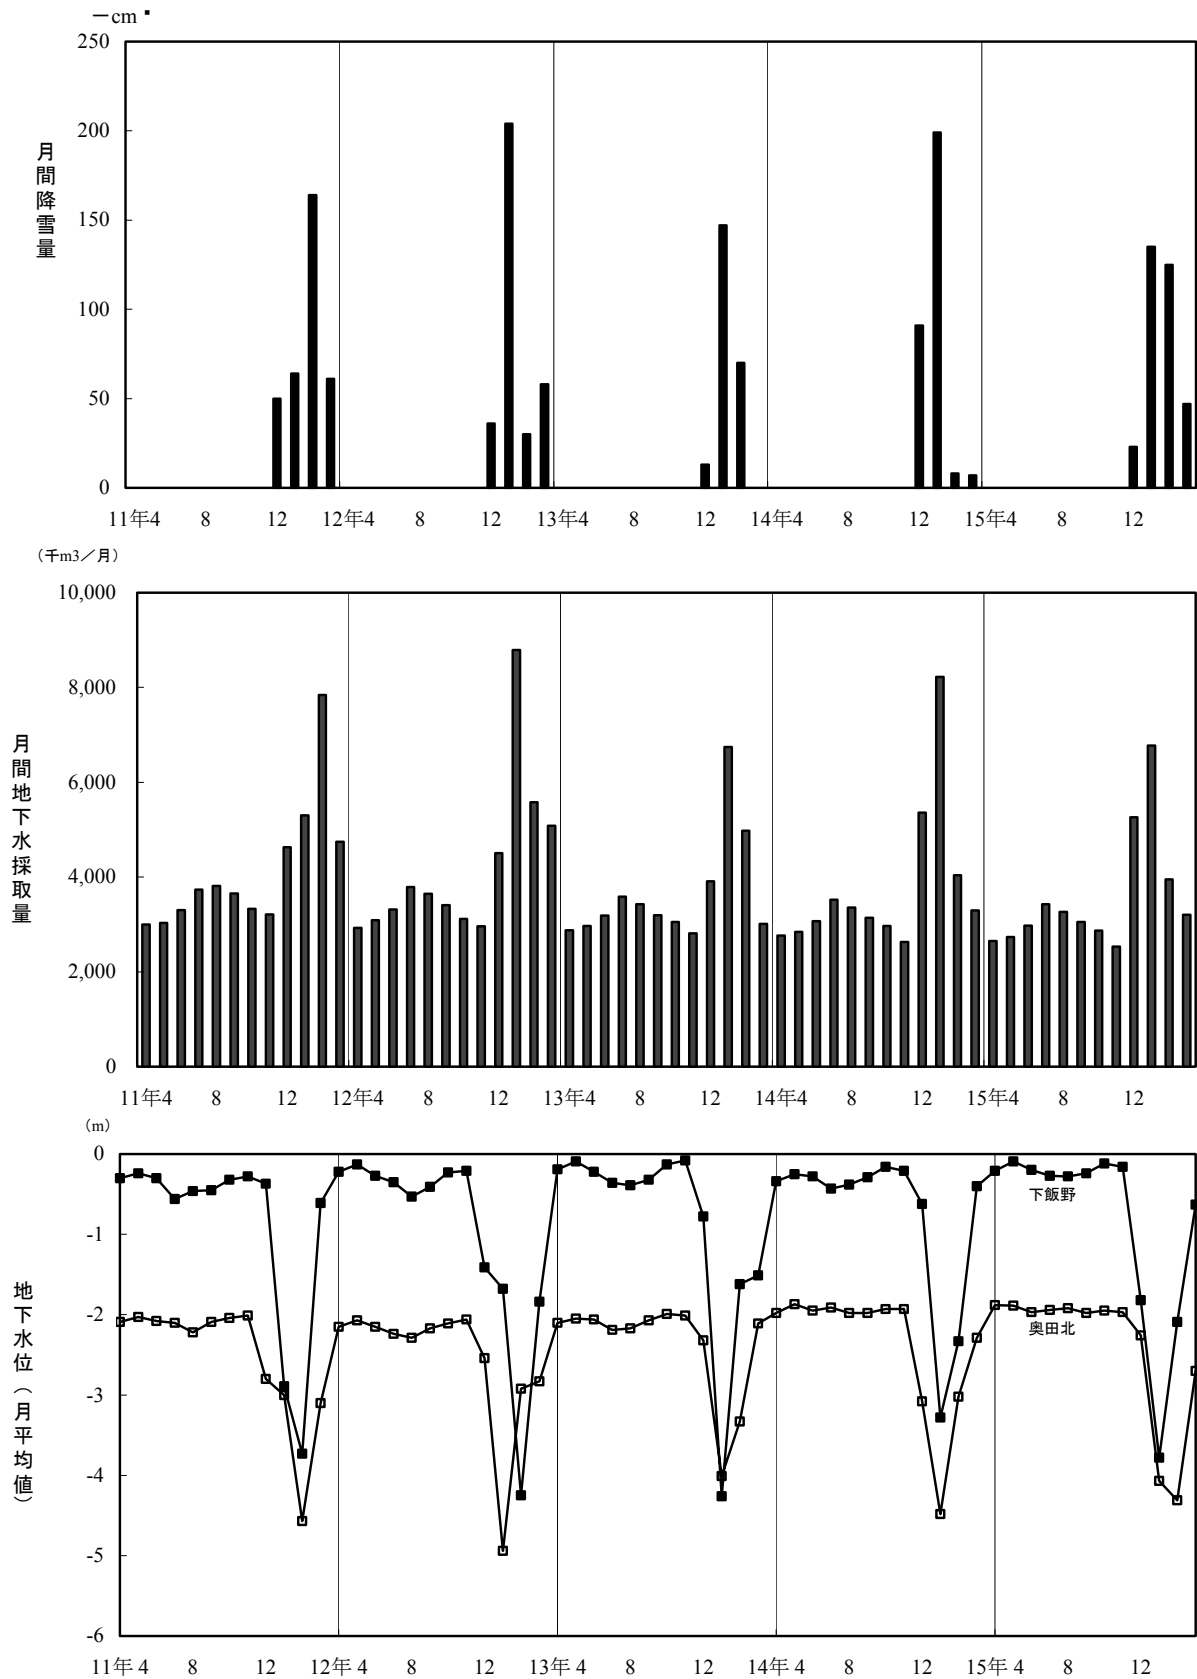 ーcm ▪
250
200
150
100
50
0
月間降雪量
11年4 8 12 12年4 8 12 13年4 8 12 14年4 8 12 15年4 8 12
（千m3／月）
10,000
8,000
6,000
4,000
2,000
0
月間地下水採取量
11年4 8 12 12年4 8 12 13年4 8 12 14年4 8 12 15年4 8 12
（m）
0
-1
-2
-3
-4
-5
-6
地下水位（月平均値）
下飯野
奥田北
11年 4 8 12 12年 4 8 12 13年 4 8 12 14年 4 8 12 15年 4 8 12